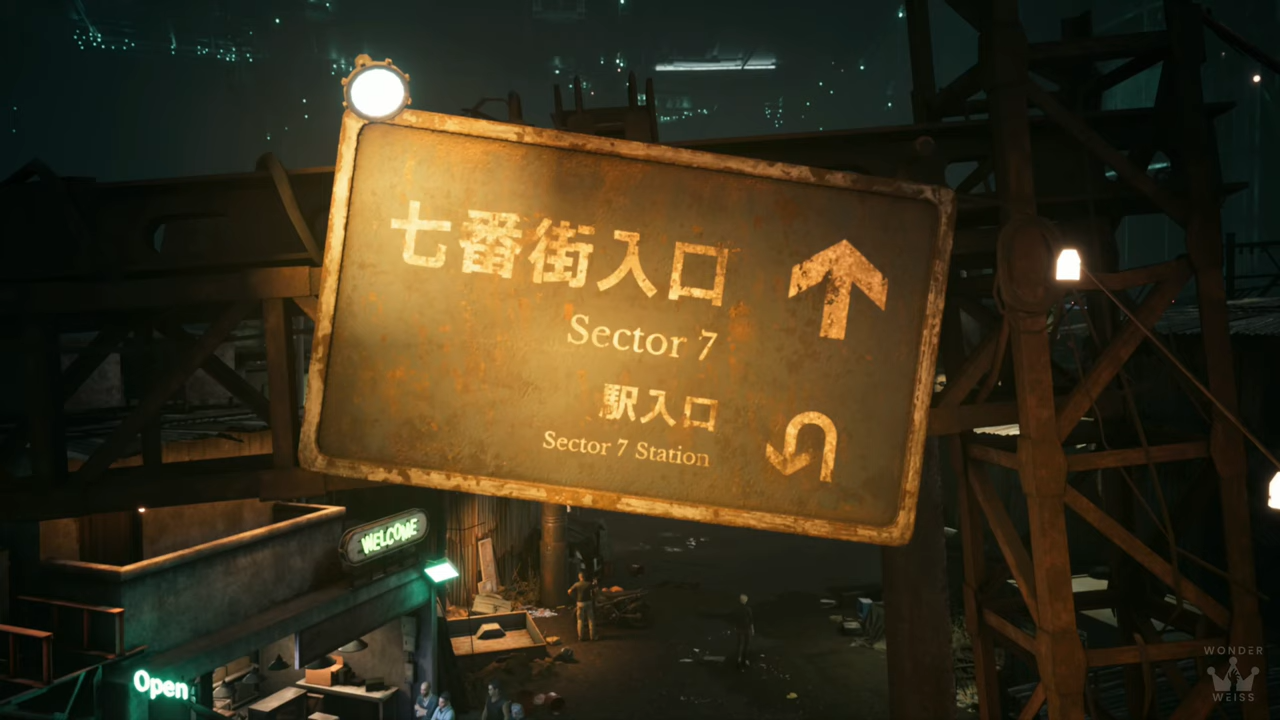 七番街入口
Sector 7
駅入口
Sector 7 Station
WELCOME
Open
WONDER
WEISS